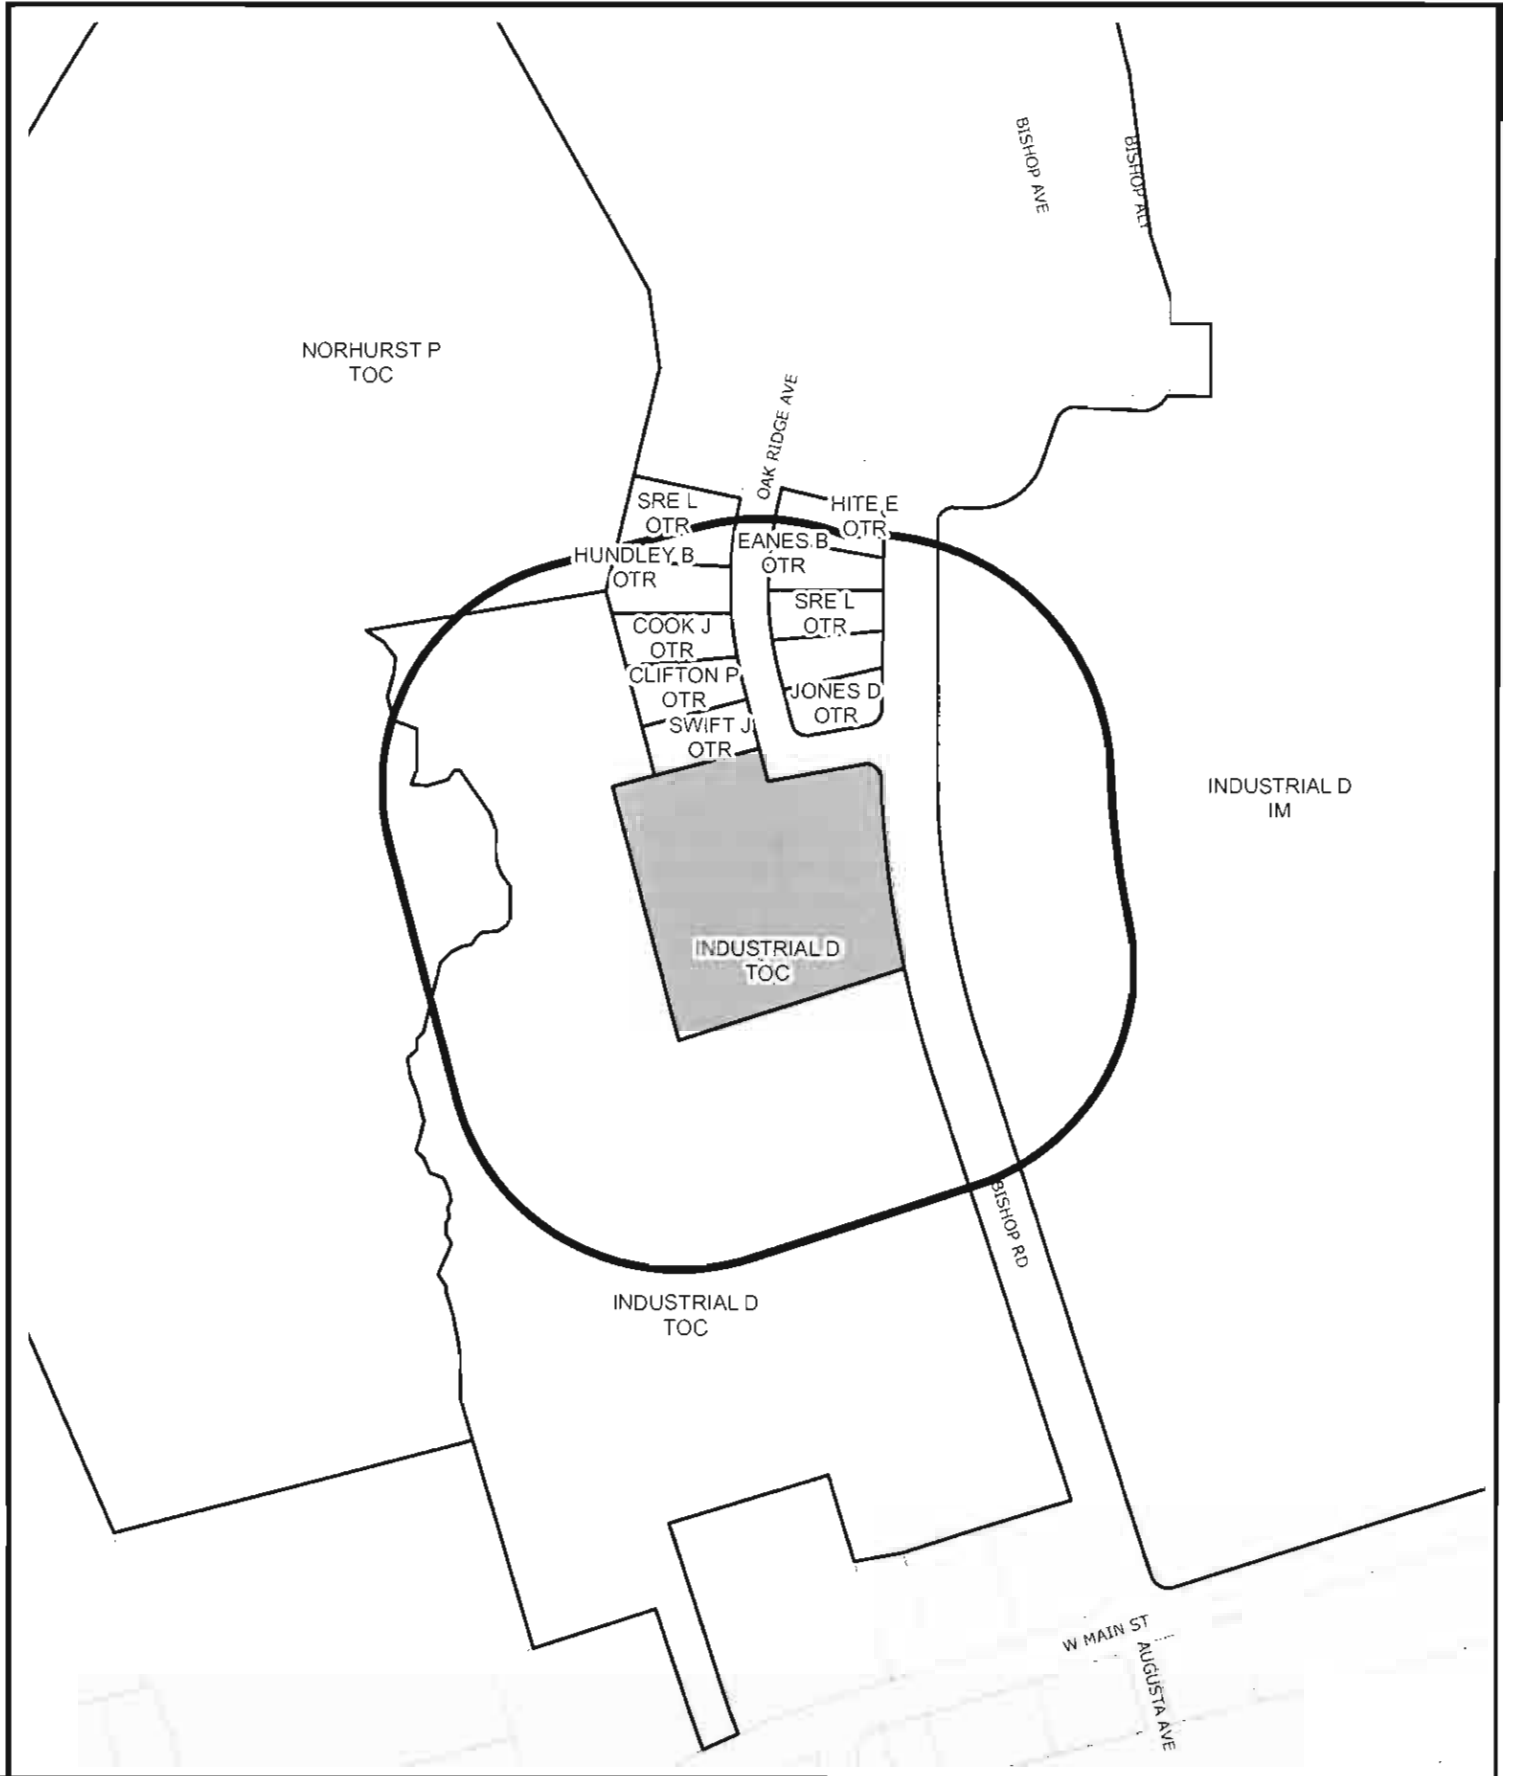 BISHOP AVE
BISHOP ALY
NORHURST P
TOC
OAK RIDGE AVE
SRE L
OTR
HITE E
OTR
HUNDLEY B
OTR
EANES B
OTR
SRE L
OTR
COOK J
OTR
CLIFTON P
OTR
JONES D
OTR
SWIFT J
OTR
INDUSTRIAL D
IM
INDUSTRIAL D
TOC
BISHOP RD
INDUSTRIAL D
TOC
W MAIN ST
AUGUSTA AVE